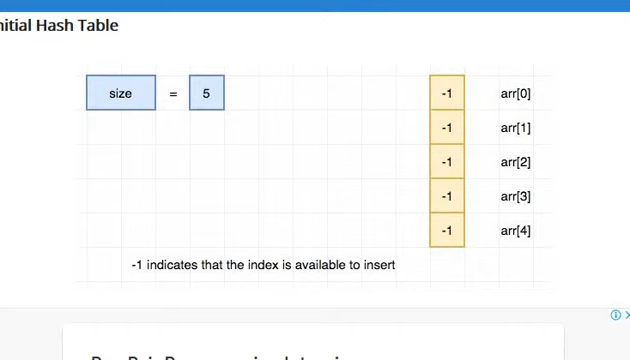 nitial Hash Table
size = 5 -1 arr[0]
-1 arr[1]
-1 arr[2]
-1 arr[3]
-1 arr[4]
-1 indicates that the index is available to insert